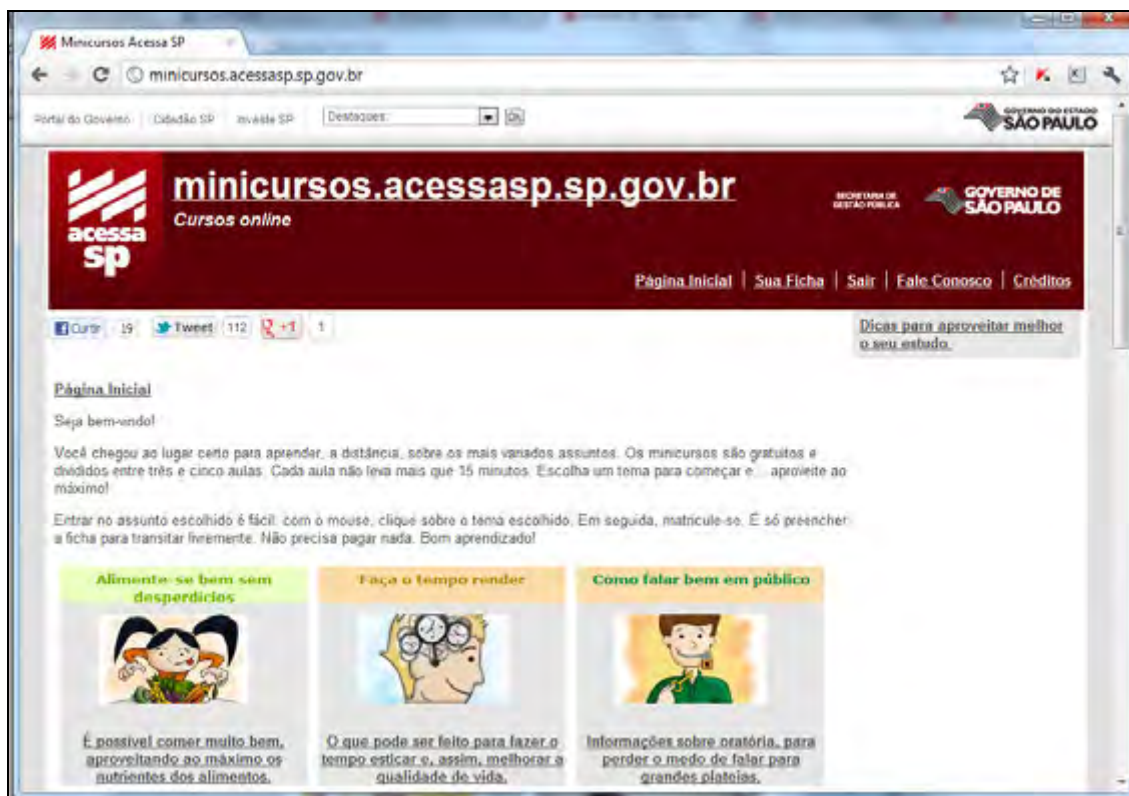 Minicursos Acessa SP
minicursos.acessasp.sp.gov.br
Portal do Governo | Cidadão SP | Investe SP
Destaques:
OK
GOVERNO DO ESTADO
SÃO PAULO
acessa
sp
minicursos.acessasp.sp.gov.br
Cursos online
SECRETARIA DE
GESTÃO PÚBLICA
GOVERNO DE
SÃO PAULO
Página Inicial | Sua Ficha | Sair | Fale Conosco | Créditos
Curtir 19 Tweet 112 +1 1
Dicas para aproveitar melhor
o seu estudo.
Página Inicial
Seja bem-vindo!
Você chegou ao lugar certo para aprender, a distância, sobre os mais variados assuntos. Os minicursos são gratuitos e
divididos entre três e cinco aulas. Cada aula não leva mais que 15 minutos. Escolha um tema para começar e... aproveite ao
máximo!
Entrar no assunto escolhido é fácil: com o mouse, clique sobre o tema escolhido. Em seguida, matricule-se. É só preencher
a ficha para transitar livremente. Não precisa pagar nada. Bom aprendizado!
Alimente-se bem sem
desperdícios
É possível comer muito bem,
aproveitando ao máximo os
nutrientes dos alimentos.
Faça o tempo render
O que pode ser feito para fazer o
tempo esticar e, assim, melhorar a
qualidade de vida.
Como falar bem em público
Informações sobre oratória, para
perder o medo de falar para
grandes plateias.